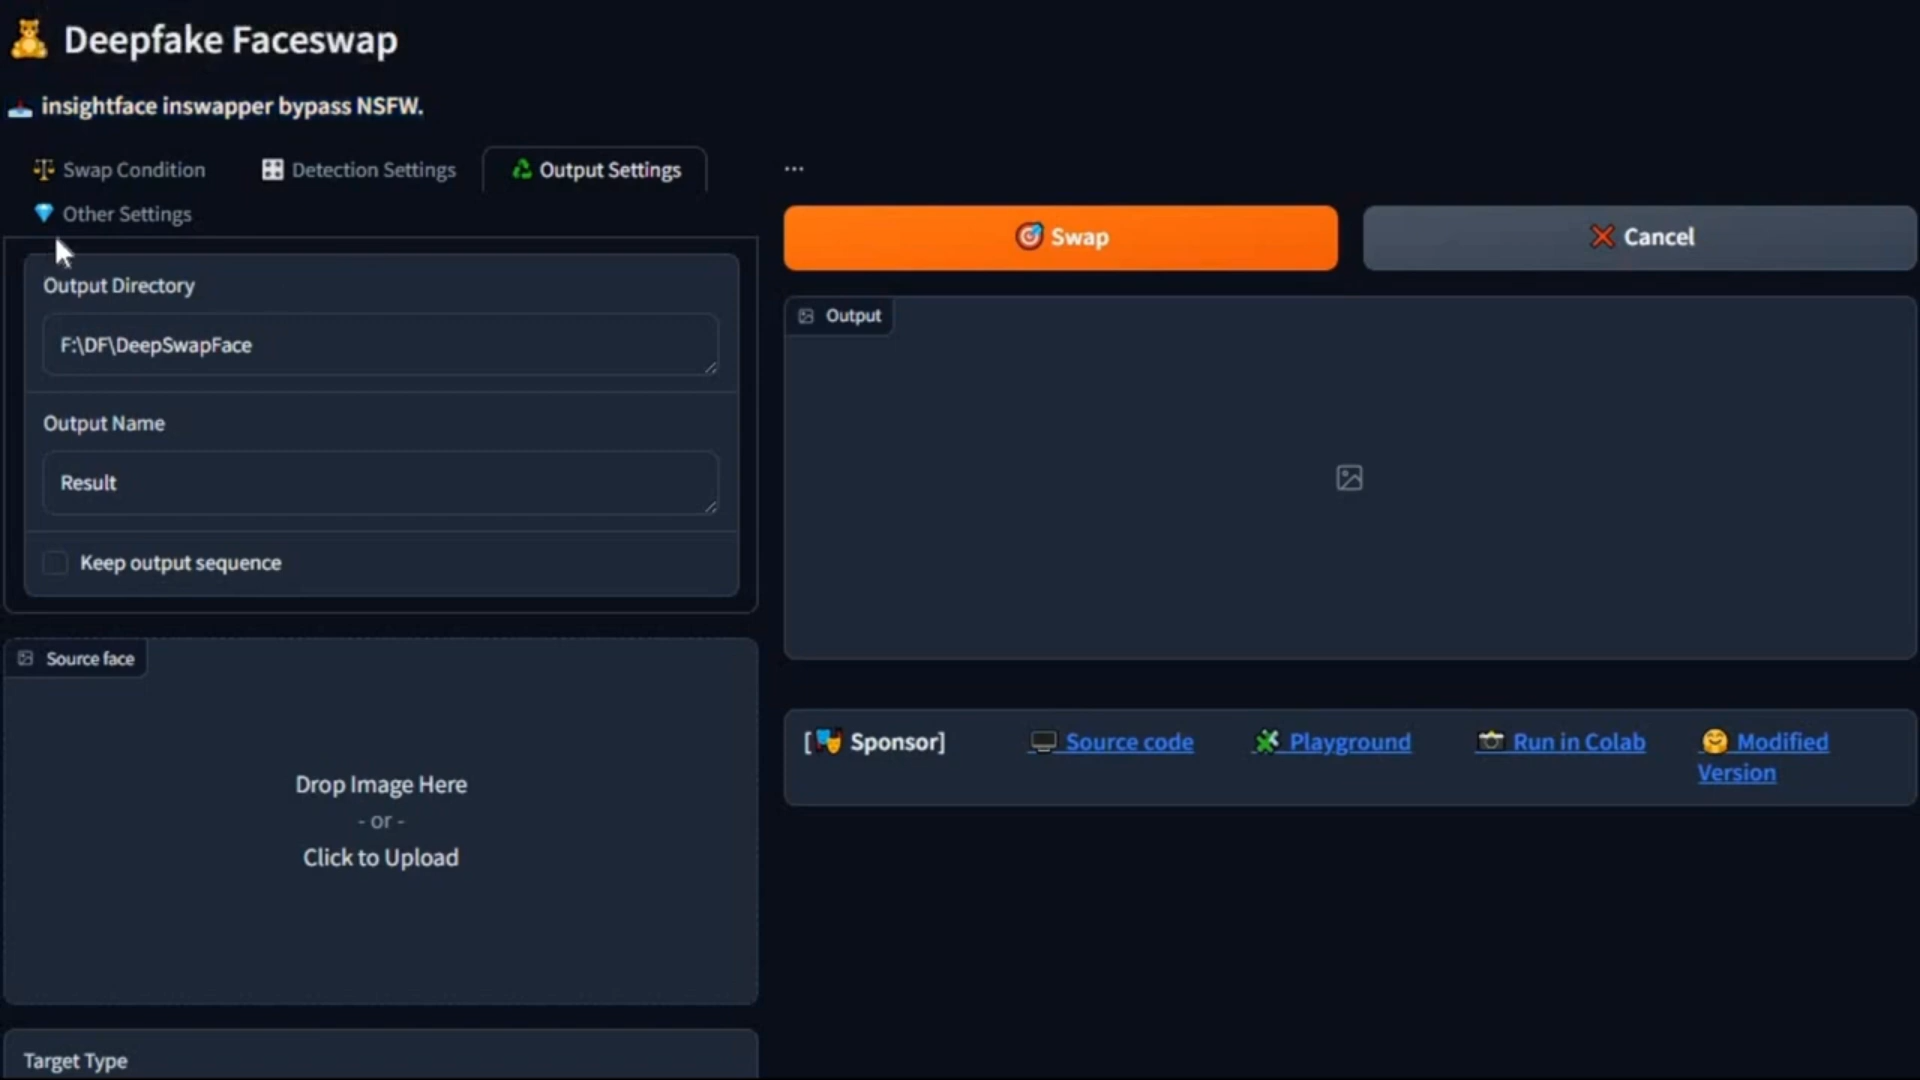 Deepfake Faceswap
insightface inswapper bypass NSFW.
Swap Condition
Detection Settings
Output Settings
Other Settings
Output Directory
F:\DF\DeepSwapFace
Output Name
Result
Keep output sequence
Source face
Drop Image Here
- or -
Click to Upload
Target Type
...
Swap
Cancel
Output
[Sponsor]
Source code
Playground
Run in Colab
Modified
Version